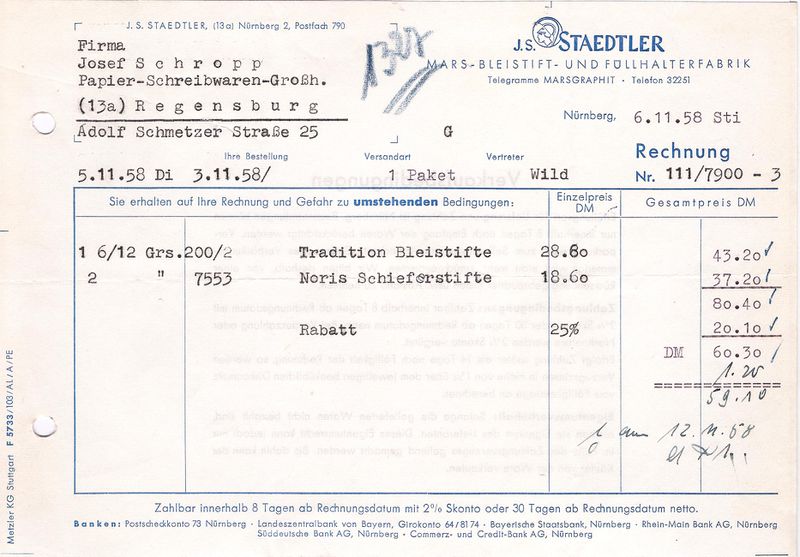 J. S. STAEDTLER, (13a) Nürnberg 2, Postfach 790
Firma
Josef Schropp
Papier-Schreibwaren-Großh.
(13a) Regensburg
Adolf Schmetzer Straße 25
G
J.S. STAEDTLER
MARS-BLEISTIFT- UND FÜLLHALTERFABRIK
Telegramme MARSGRAPHIT · Telefon 32251
Nürnberg, 6.11.58 Sti
Ihre Bestellung Versandart Vertreter
Rechnung
5.11.58 Di 3.11.58/ 1 Paket Wild
Nr. 111/7900 - 3
Sie erhalten auf Ihre Rechnung und Gefahr zu umstehenden Bedingungen: Einzelpreis DM Gesamtpreis DM
1 6/12 Grs. 200/2 Tradition Bleistifte 28.80 43.20
2 " 7553 Noris Schieferstifte 18.60 37.20
80.40
Rabatt 25% 20.10
DM 60.30
1.20
59.10
12.11.58
Zahlbar innerhalb 8 Tagen ab Rechnungsdatum mit 2% Skonto oder 30 Tagen ab Rechnungsdatum netto.
Banken: Postscheckkonto 73 Nürnberg · Landeszentralbank von Bayern, Girokonto 64/8174 · Bayerische Staatsbank, Nürnberg · Rhein-Main Bank AG, Nürnberg
Süddeutsche Bank AG, Nürnberg · Commerz- und Credit-Bank AG, Nürnberg
Metzler KG Stuttgart F 5733/103/A1/A/PE